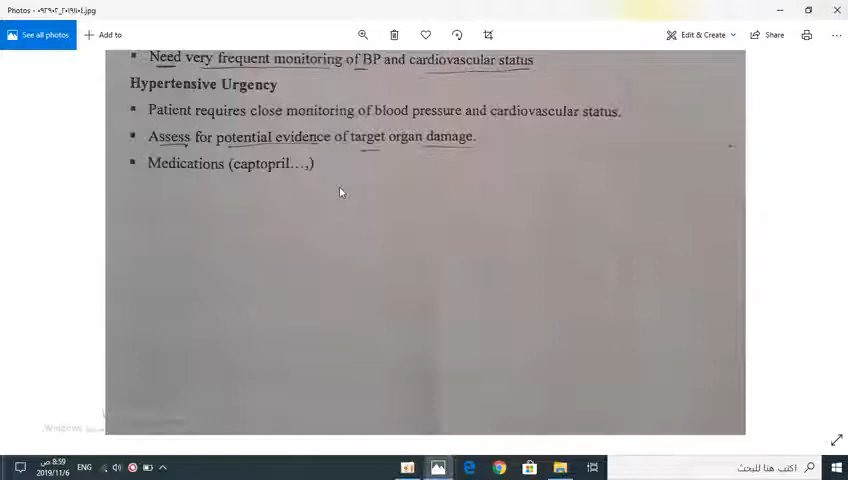 Photos -
See all photos
Add to
Edit & Create
Share
Need very frequent monitoring of BP and cardiovascular status
Hypertensive Urgency
▪ Patient requires close monitoring of blood pressure and cardiovascular status.
▪ Assess for potential evidence of target organ damage.
▪ Medications (captopril…,)
Windows
ENG
8:59 ص
2019/11/6
اكتب هنا للبحث